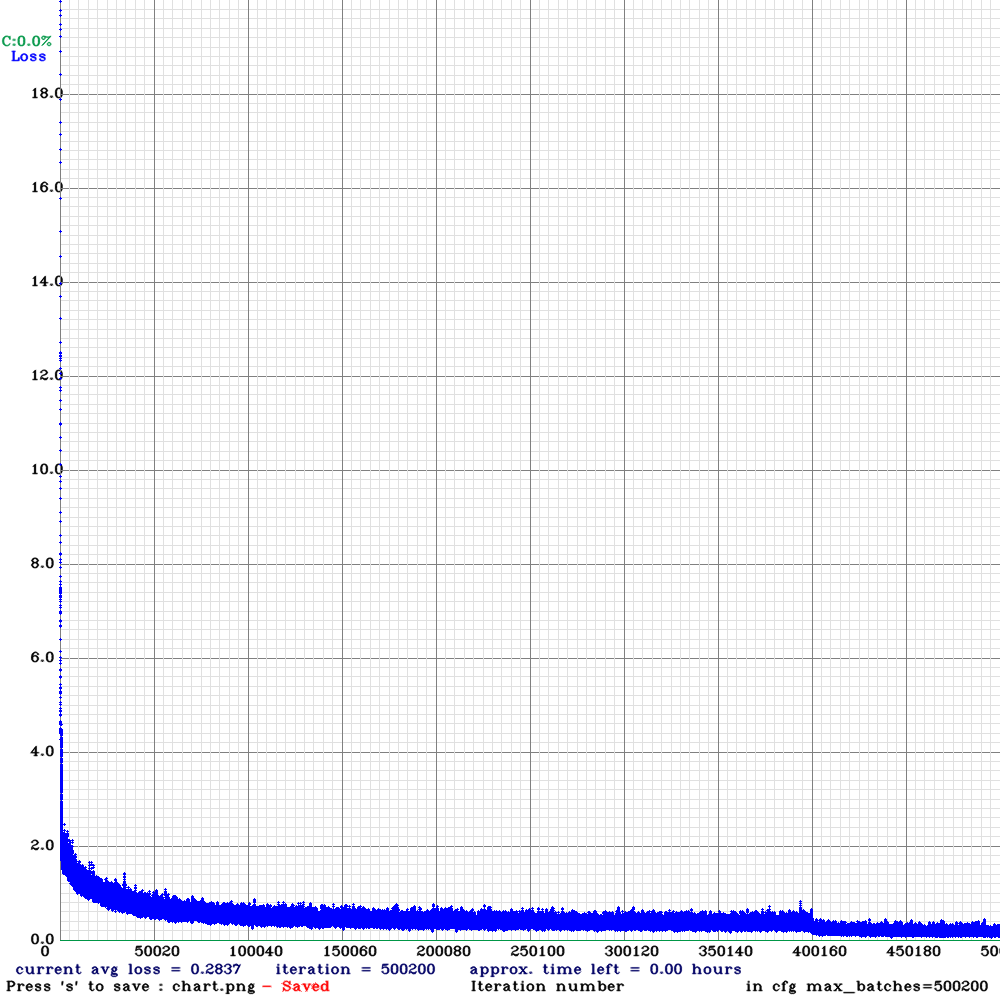 C:0.0%
Loss
18.0
16.0
14.0
12.0
10.0
8.0
6.0
4.0
2.0
0.0
0 50020 100040 150060 200080 250100 300120 350140 400160 450180 50
current avg loss = 0.2837 iteration = 500200 approx. time left = 0.00 hours
Press 's' to save : chart.png - Saved Iteration number in cfg max_batches=500200